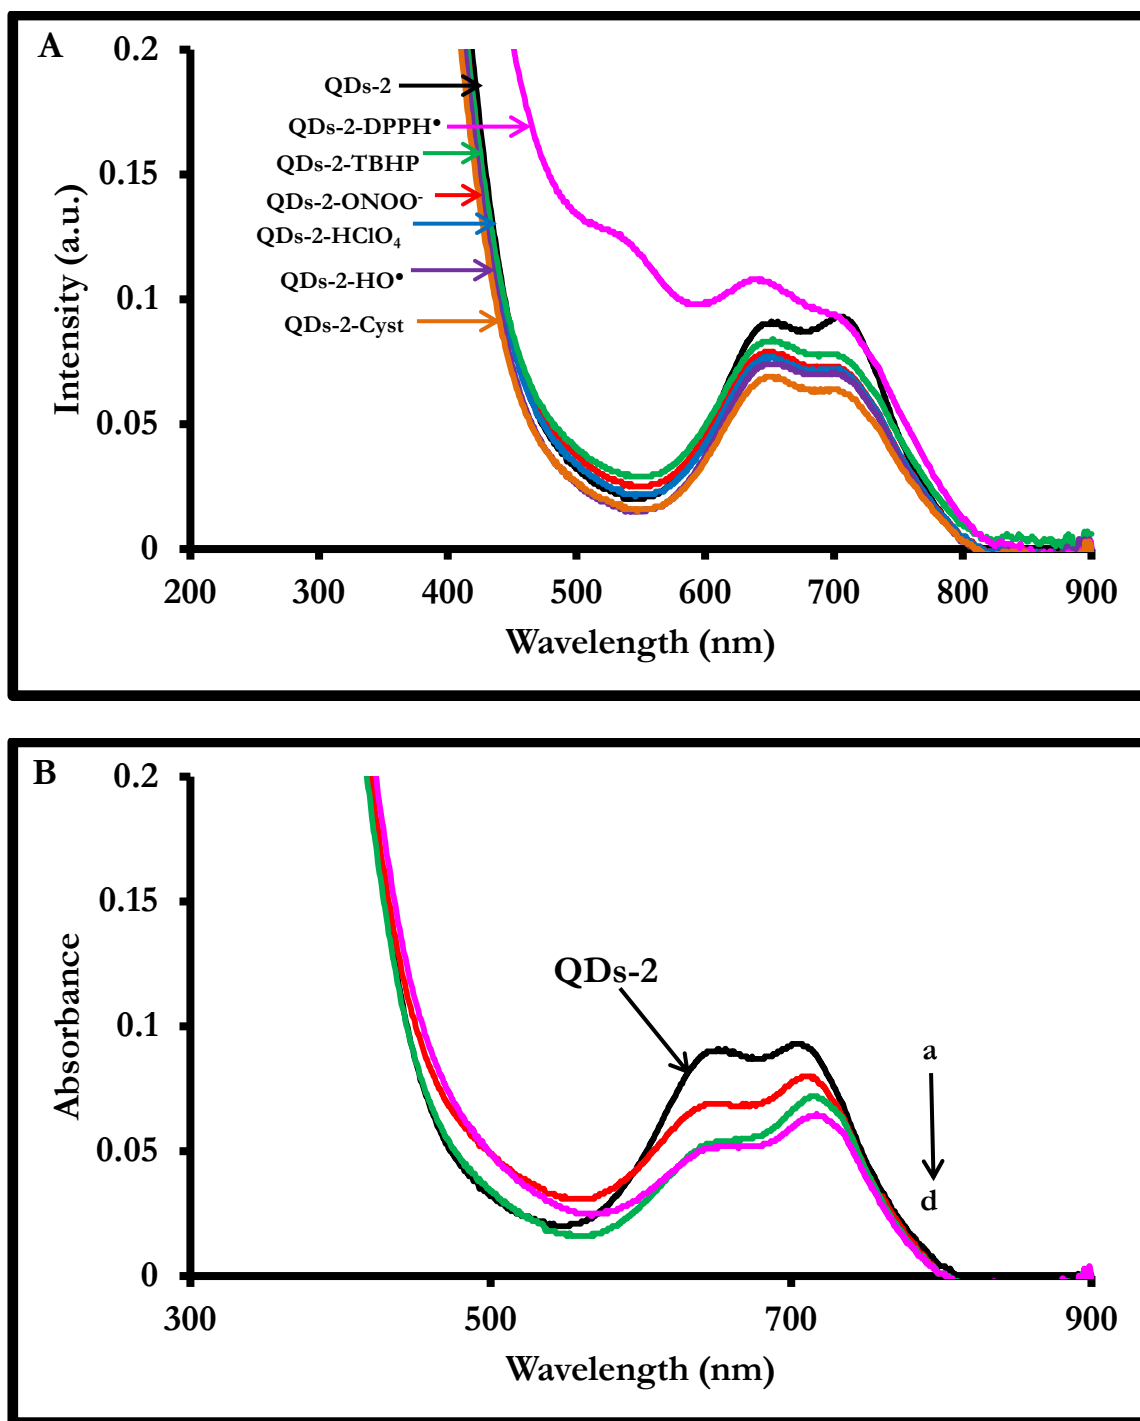 A
0.2
QDs-2
QDs-2-DPPH•
QDs-2-TBHP
0.15
QDs-2-ONOO-
QDs-2-HClO4
QDs-2-HO•
QDs-2-Cyst
0.1
0.05
0
Intensity (a.u.)
200 300 400 500 600 700 800 900
Wavelength (nm)
B
0.2
0.15
QDs-2
0.1
a
0.05
d
0
Absorbance
300 500 700 900
Wavelength (nm)